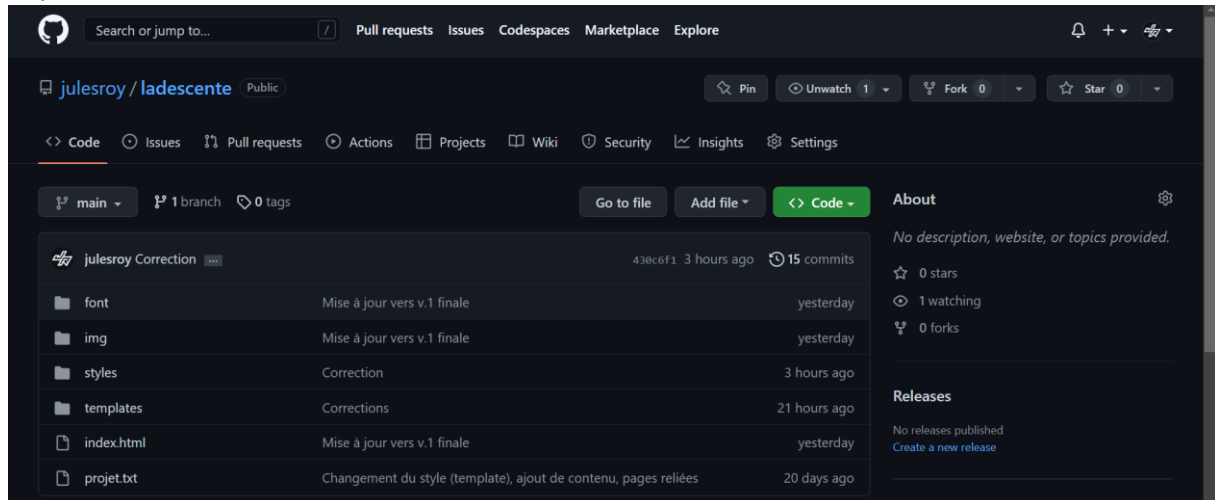 Search or jump to... / Pull requests Issues Codespaces Marketplace Explore
julesroy / ladescente Public Pin Unwatch 1 Fork 0 Star 0
Code Issues Pull requests Actions Projects Wiki Security Insights Settings
main 1 branch 0 tags Go to file Add file Code About
No description, website, or topics provided.
julesroy Correction ... 430c6f1 3 hours ago 15 commits
0 stars
font Mise à jour vers v.1 finale yesterday
1 watching
0 forks
img Mise à jour vers v.1 finale yesterday
styles Correction 3 hours ago
Releases
templates Corrections 21 hours ago
No releases published
index.html Mise à jour vers v.1 finale yesterday
Create a new release
projet.txt Changement du style (template), ajout de contenu, pages reliées 20 days ago